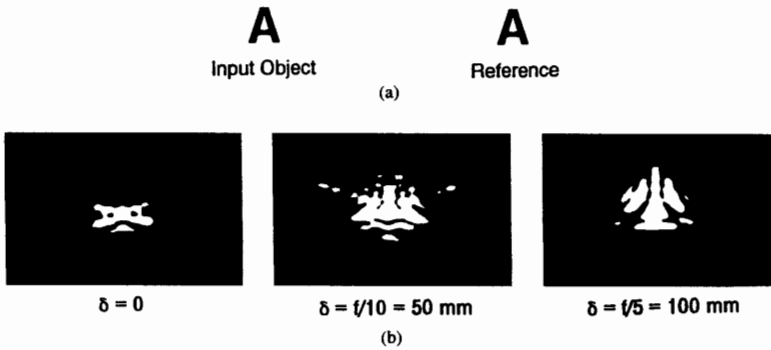 A A
Input Object Reference
(a)
δ = 0 δ = f/10 = 50 mm δ = f/5 = 100 mm
(b)